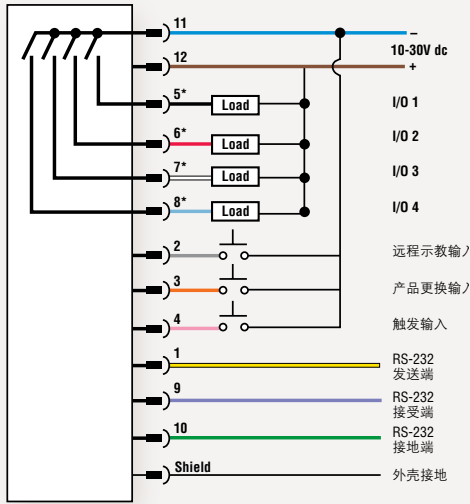 11
–
10-30V dc
12
+
5*
Load
I/O 1
6*
Load
I/O 2
7*
Load
I/O 3
8*
Load
I/O 4
2
远程示教输入
3
产品更换输入
4
触发输入
1
RS-232
发送端
9
RS-232
接受端
10
RS-232
接地端
Shield
外壳接地